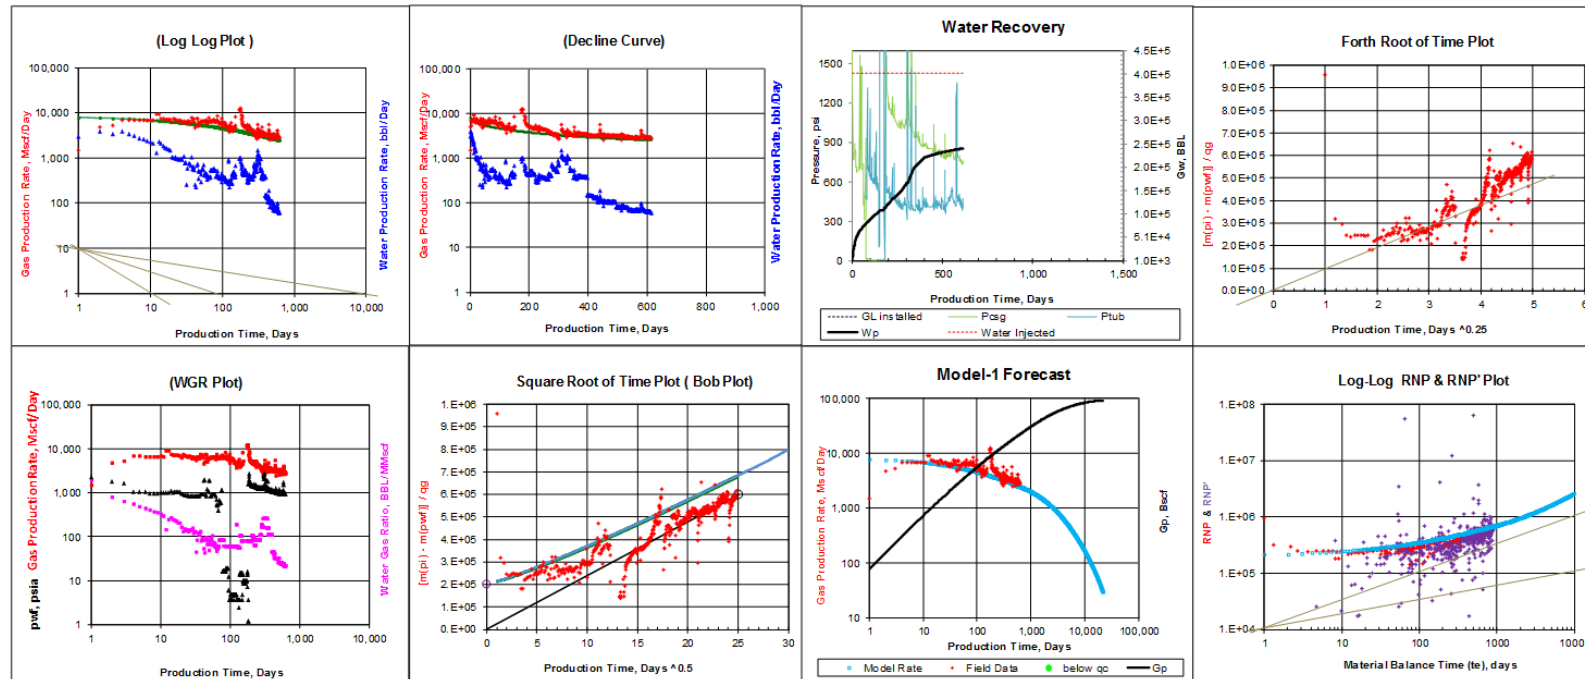 (Log Log Plot )
100,000
10,000
1,000
100
10
1
1 10 100 1,000 10,000
Gas Production Rate, Mscf/Day
Water Production Rate, bbl/Day
Production Time, Days
(Decline Curve)
100,000
10,000
1,000
100
10
1
0 200 400 600 800 1,000
Gas Production Rate, Mscf/Day
Water Production Rate, bbl/Day
Production Time, Days
Water Recovery
1600
1300
900
600
300
0
4.5E+5
4.0E+5
3.5E+5
3.0E+5
2.5E+5
2.0E+5
1.5E+5
1.0E+5
5.1E+4
1.0E+3
0 500 1,000 1,500
Pressure, psi
Gw, BBL
Production Time, Days
GL installed Pcsg Ptub
Wp Water Injected
Forth Root of Time Plot
1.0E+06
9.0E+05
8.0E+05
7.0E+05
6.0E+05
5.0E+05
4.0E+05
3.0E+05
2.0E+05
1.0E+05
0.0E+00
0 1 2 3 4 5 6
[m(pi) - m(pwf)] / qg
Production Time, Days ^0.25
(WGR Plot)
100,000
10,000
1,000
100
10
1
1 10 100 1,000 10,000
pwf, psia Gas Production Rate, Mscf/Day
Water Gas Ratio, BBL/MMscf
Production Time, Days
Square Root of Time Plot ( Bob Plot)
1.E+06
9.E+05
8.E+05
7.E+05
6.E+05
5.E+05
4.E+05
3.E+05
2.E+05
1.E+05
0.E+00
0 5 10 15 20 25 30
[m(pi) - m(pwf)] / qg
Production Time, Days ^0.5
Model-1 Forecast
100,000
10,000
1,000
100
10
1 10 100 1,000 10,000 100,000
Gas Production Rate, Mscf/Day
Gp, Bscf
Production Time, Days
Model Rate Field Data below qc Gp
Log-Log RNP & RNP' Plot
1.E+08
1.E+07
1.E+06
1.E+05
1.E+04
1 10 100 1000 1000
RNP & RNP'
Material Balance Time (te), days